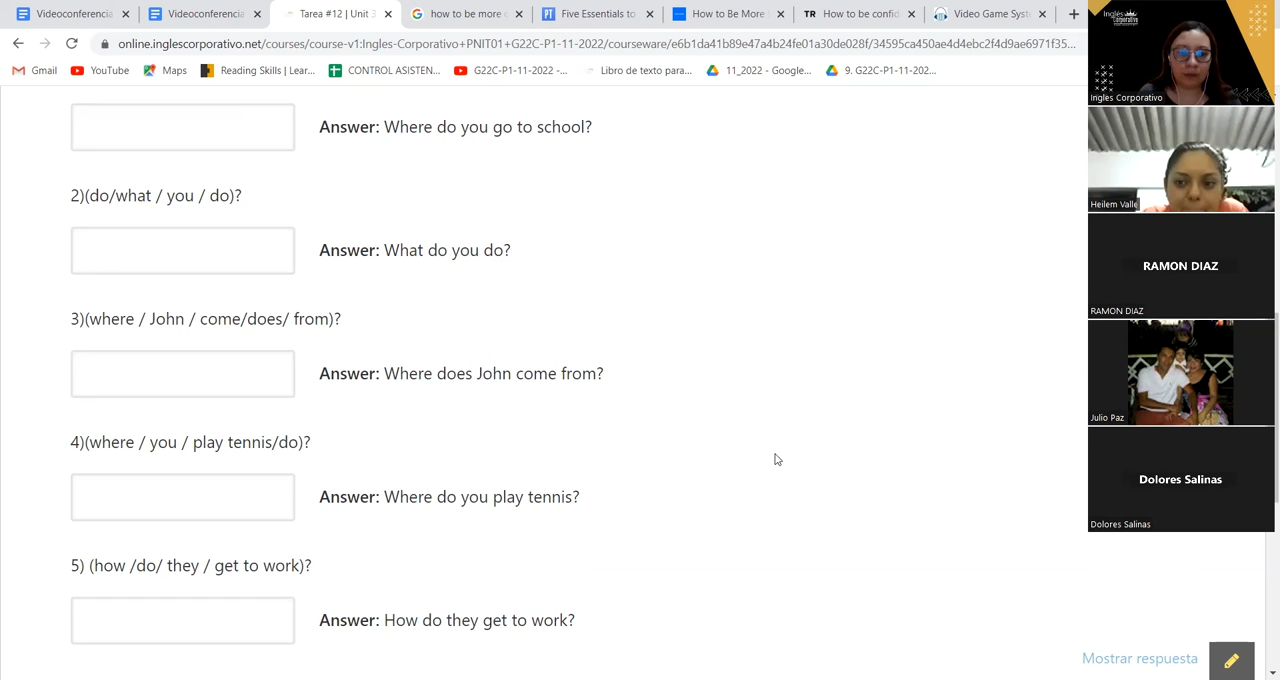 Videoconferencia
Videoconferencia
Tarea #12 | Unit 3
how to be more c
Five Essentials to
How to Be More
TR How to be confid
Video Game Syst
online.inglescorporativo.net/courses/course-v1:Ingles-Corporativo+PNIT01+G22C-P1-11-2022/courseware/e6b1da41b89e47a4b24fe01a30de028f/34595ca450ae4d4ebc2f4d9ae6971f35...
Gmail
YouTube
Maps
Reading Skills | Lear...
CONTROL ASISTEN...
G22C-P1-11-2022 -...
Libro de texto para...
11_2022 - Google...
9. G22C-P1-11-202...
Answer: Where do you go to school?
2)(do/what / you / do)?
Answer: What do you do?
3)(where / John / come/does/ from)?
Answer: Where does John come from?
4)(where / you / play tennis/do)?
Answer: Where do you play tennis?
5) (how /do/ they / get to work)?
Answer: How do they get to work?
Mostrar respuesta
Inglés
Corporativo
Ingles Corporativo
Heilem Valle
RAMON DIAZ
RAMON DIAZ
Julio Paz
Dolores Salinas
Dolores Salinas